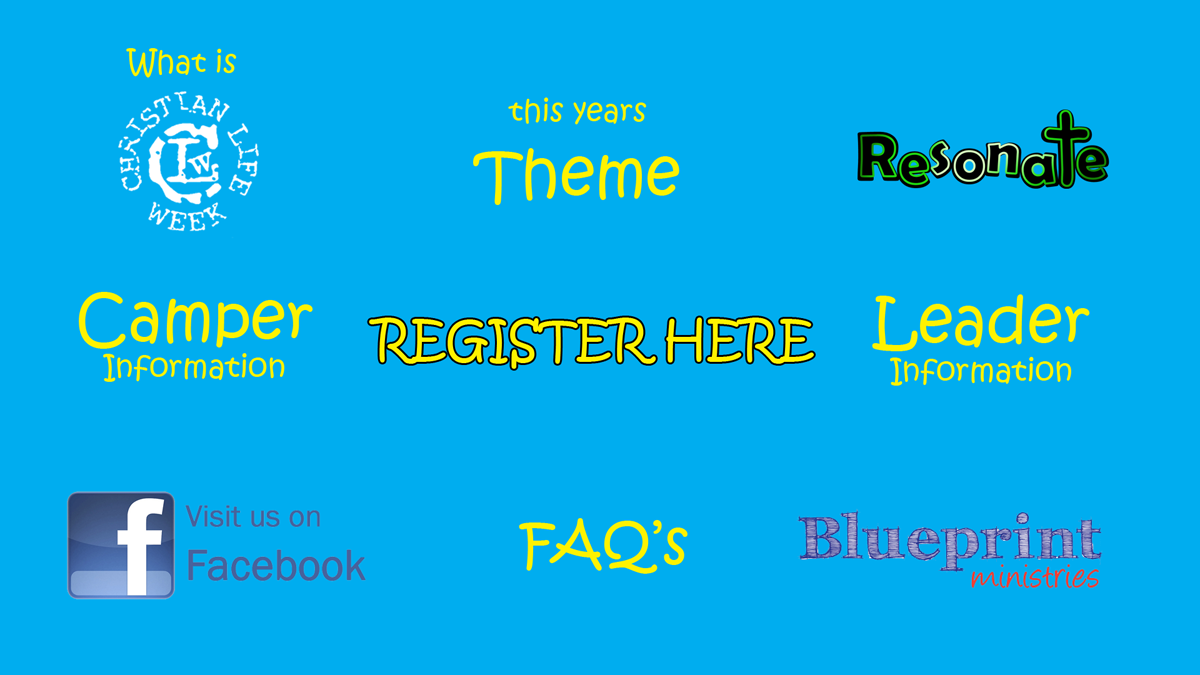 What is
CHRISTIAN LIFE
CLW
WEEK
this years
Theme
Resonate
Camper
Information
REGISTER HERE
Leader
Information
f
Visit us on
Facebook
FAQ's
Blueprint
ministries